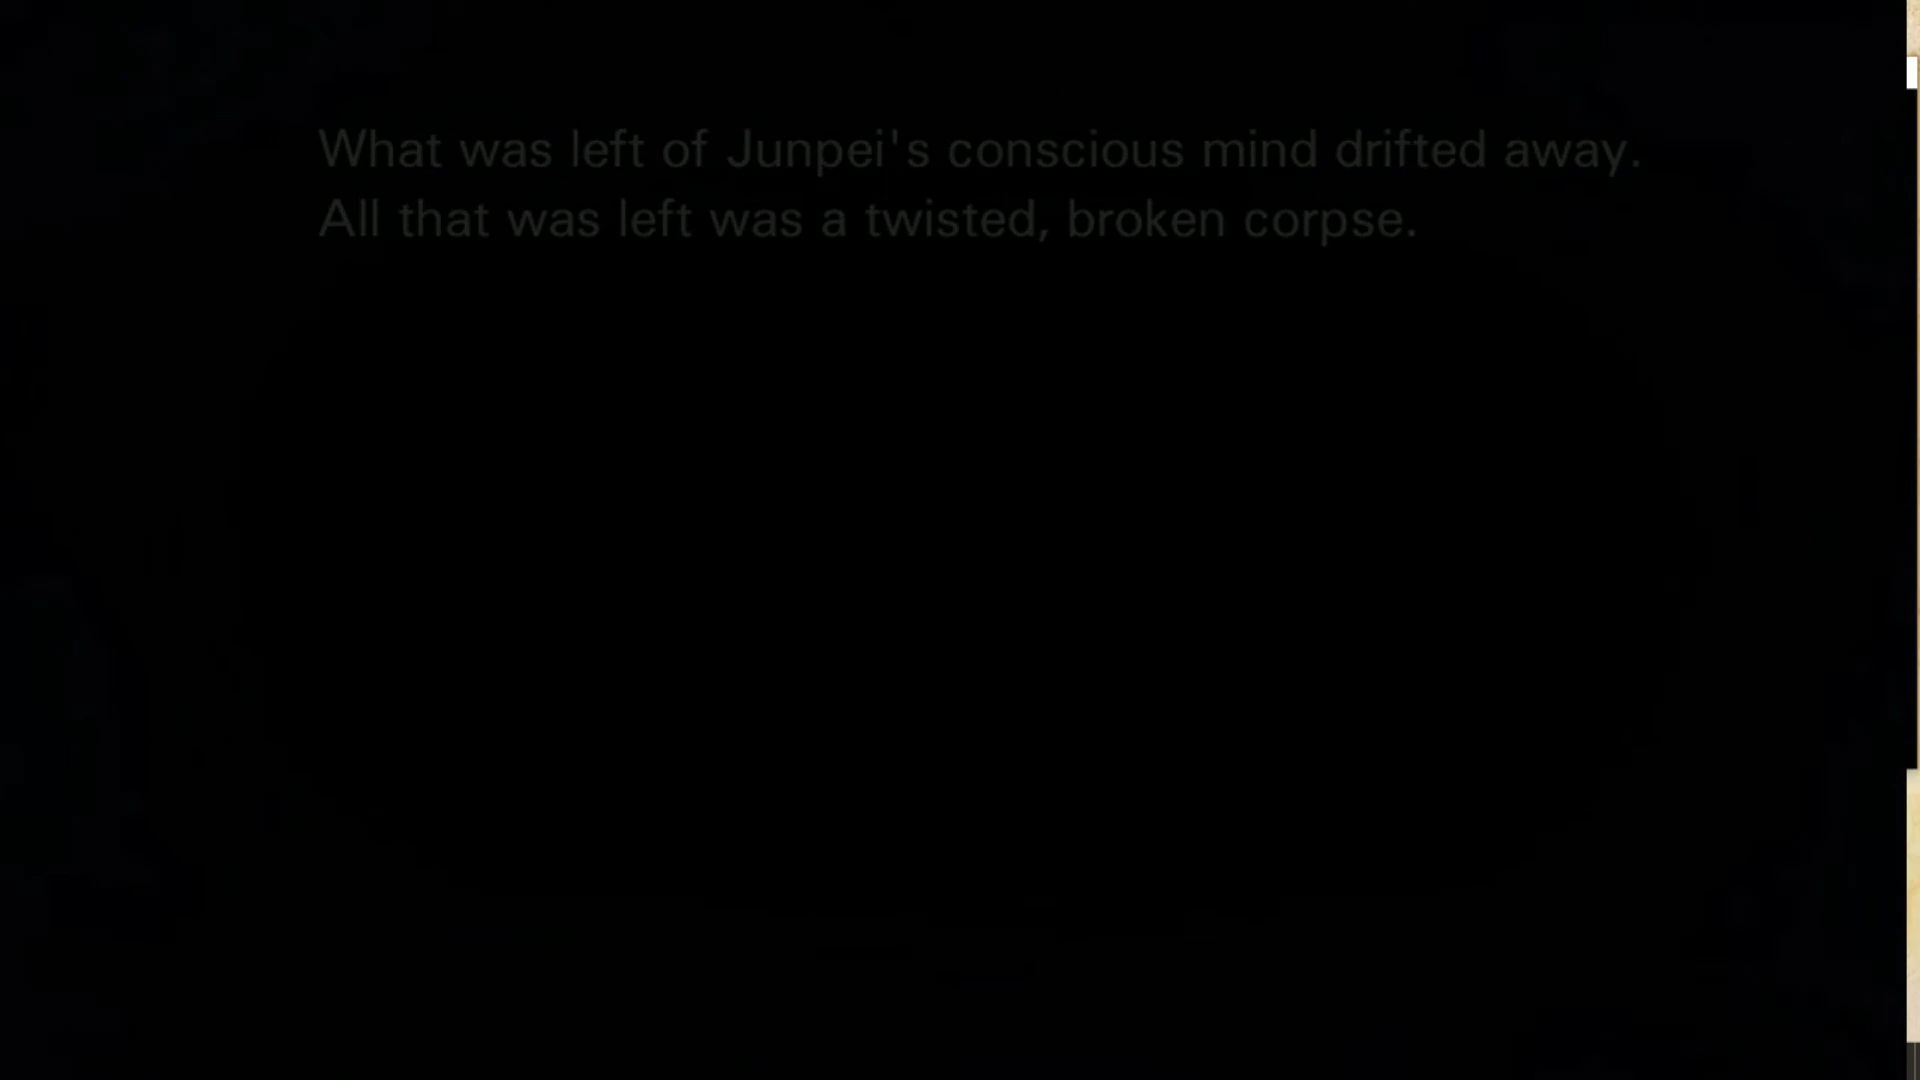 What was left of Junpei's conscious mind drifted away.
All that was left was a twisted, broken corpse.